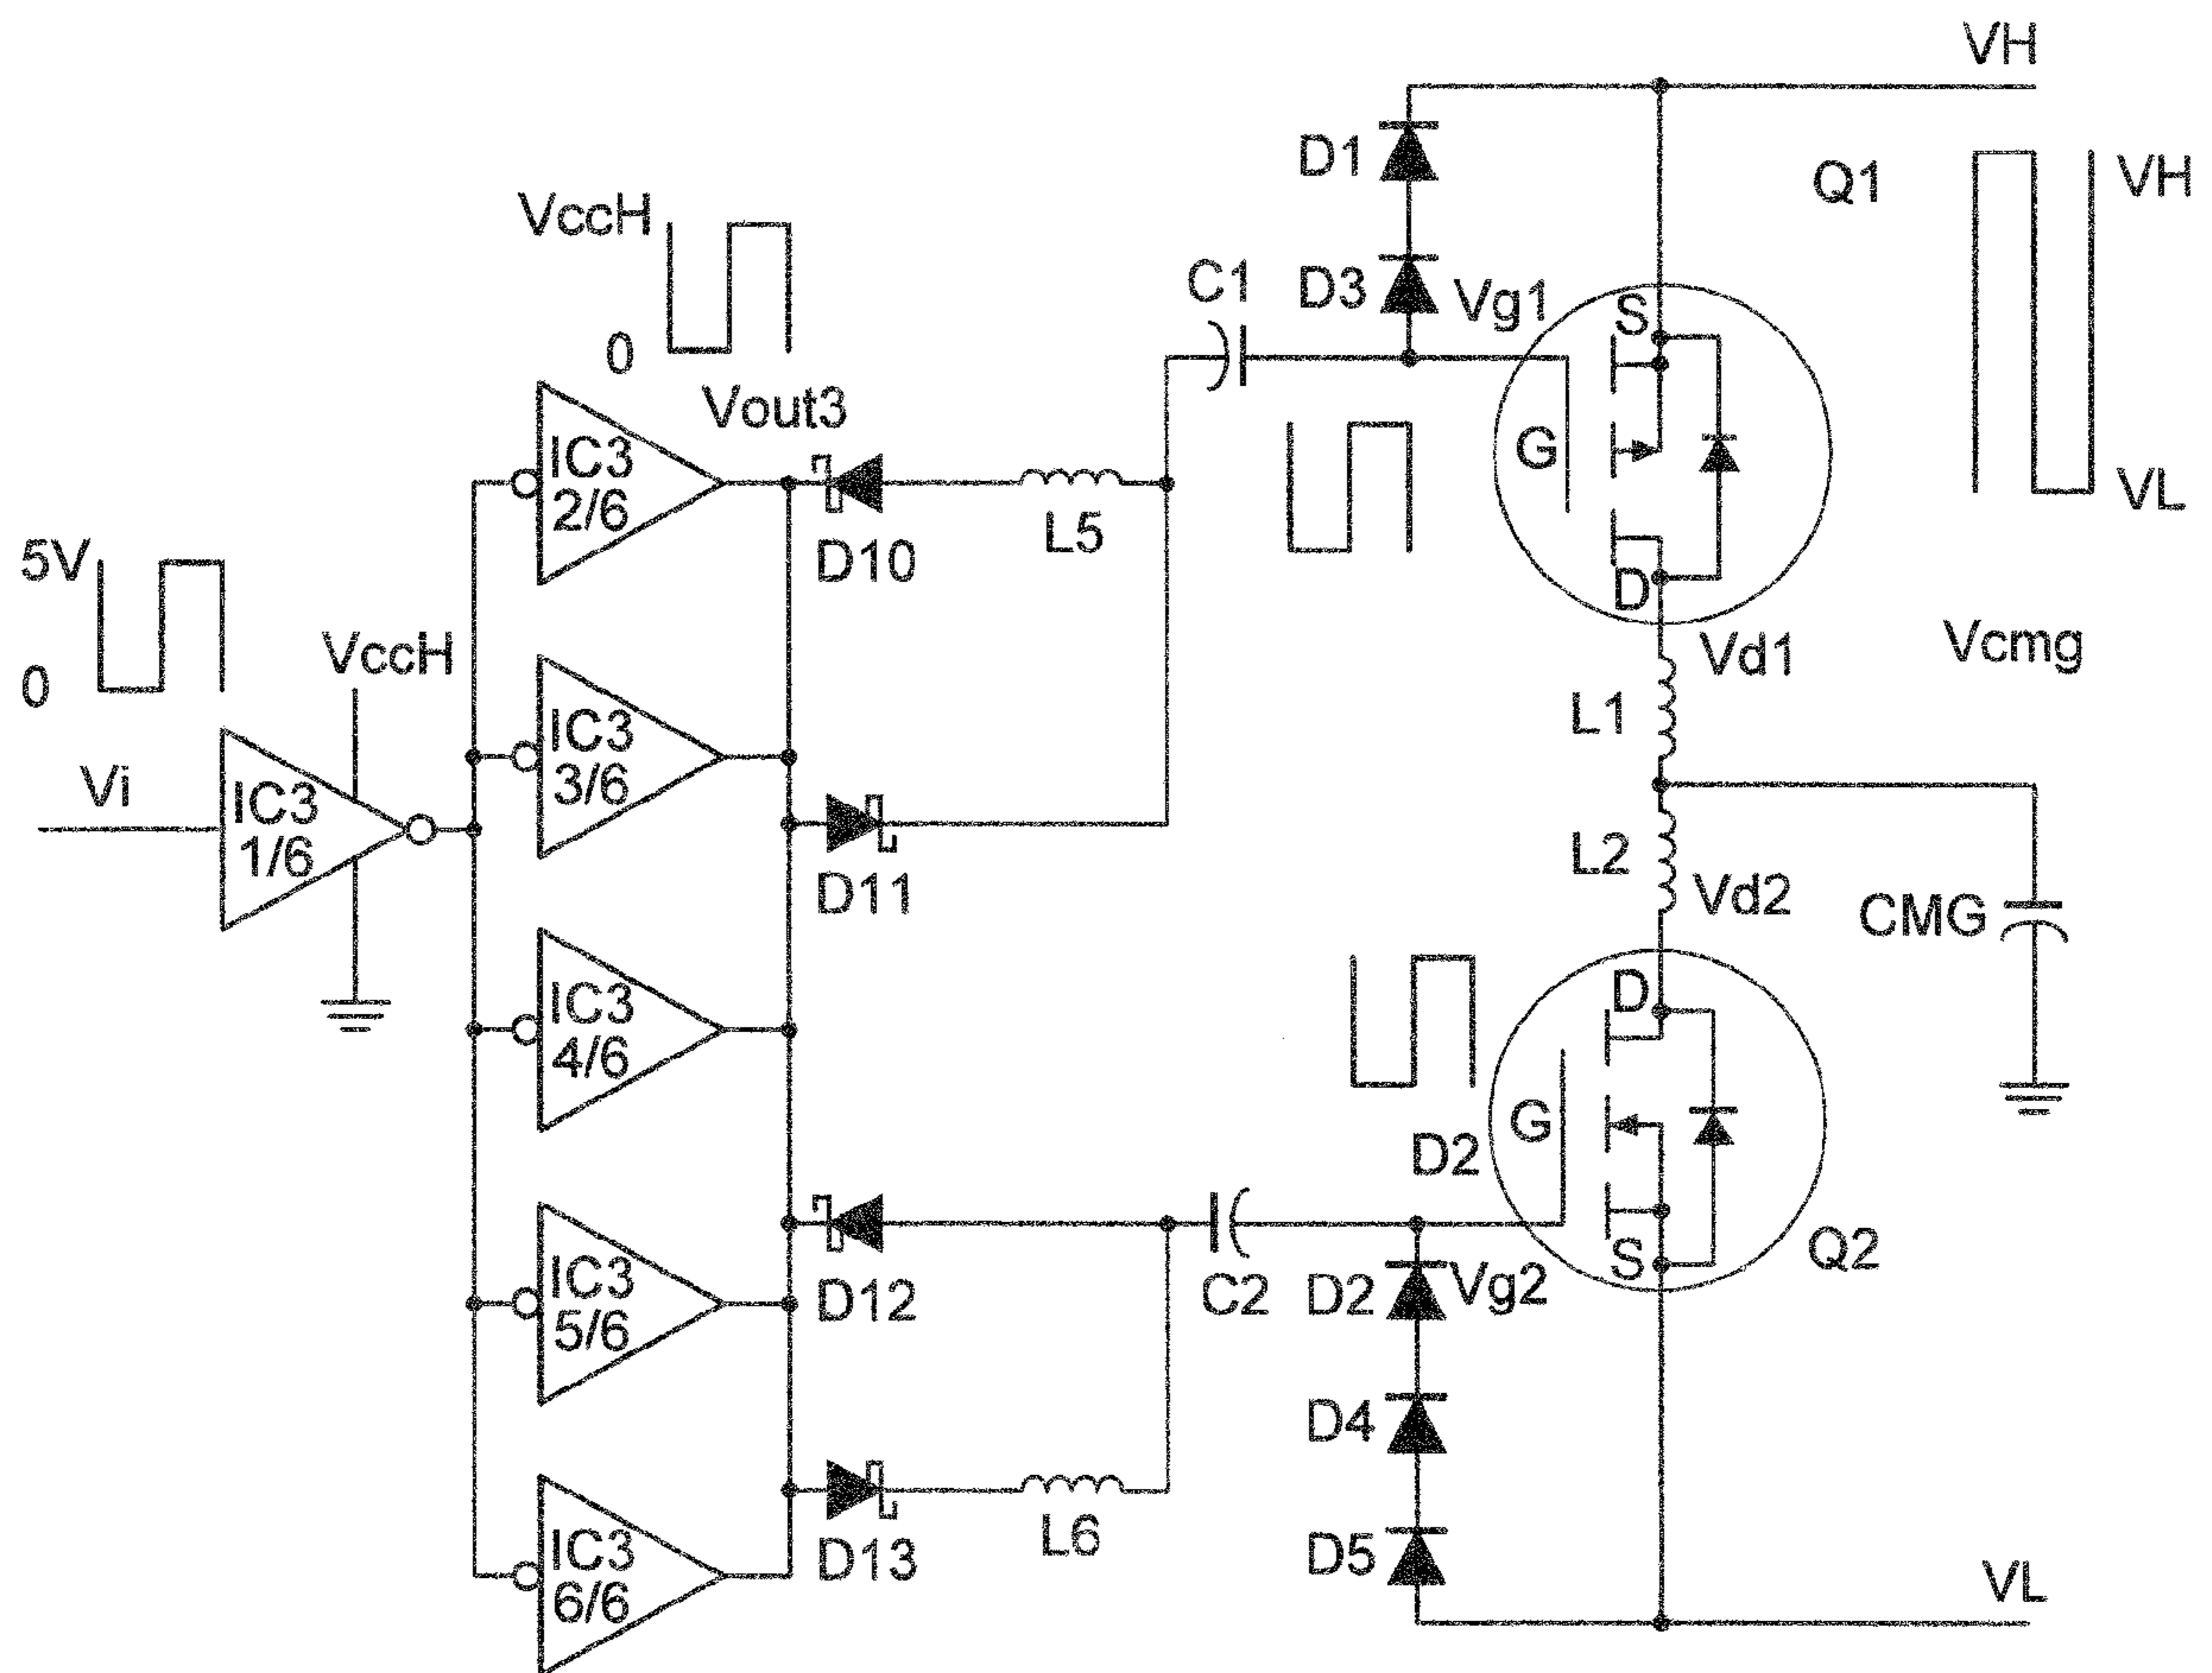 VH
D1
Q1
VH
VccH
C1
D3
Vg1
S
0
Vout3
IC3
2/6
G
VL
D10
L5
5V
D
VccH
Vd1
Vcmg
0
IC3
3/6
L1
Vi
IC3
1/6
L2
D11
Vd2
CMG
IC3
4/6
D
G
D2
IC3
5/6
D12
C2
D2
Vg2
S
Q2
D4
IC3
6/6
D13
L6
D5
VL